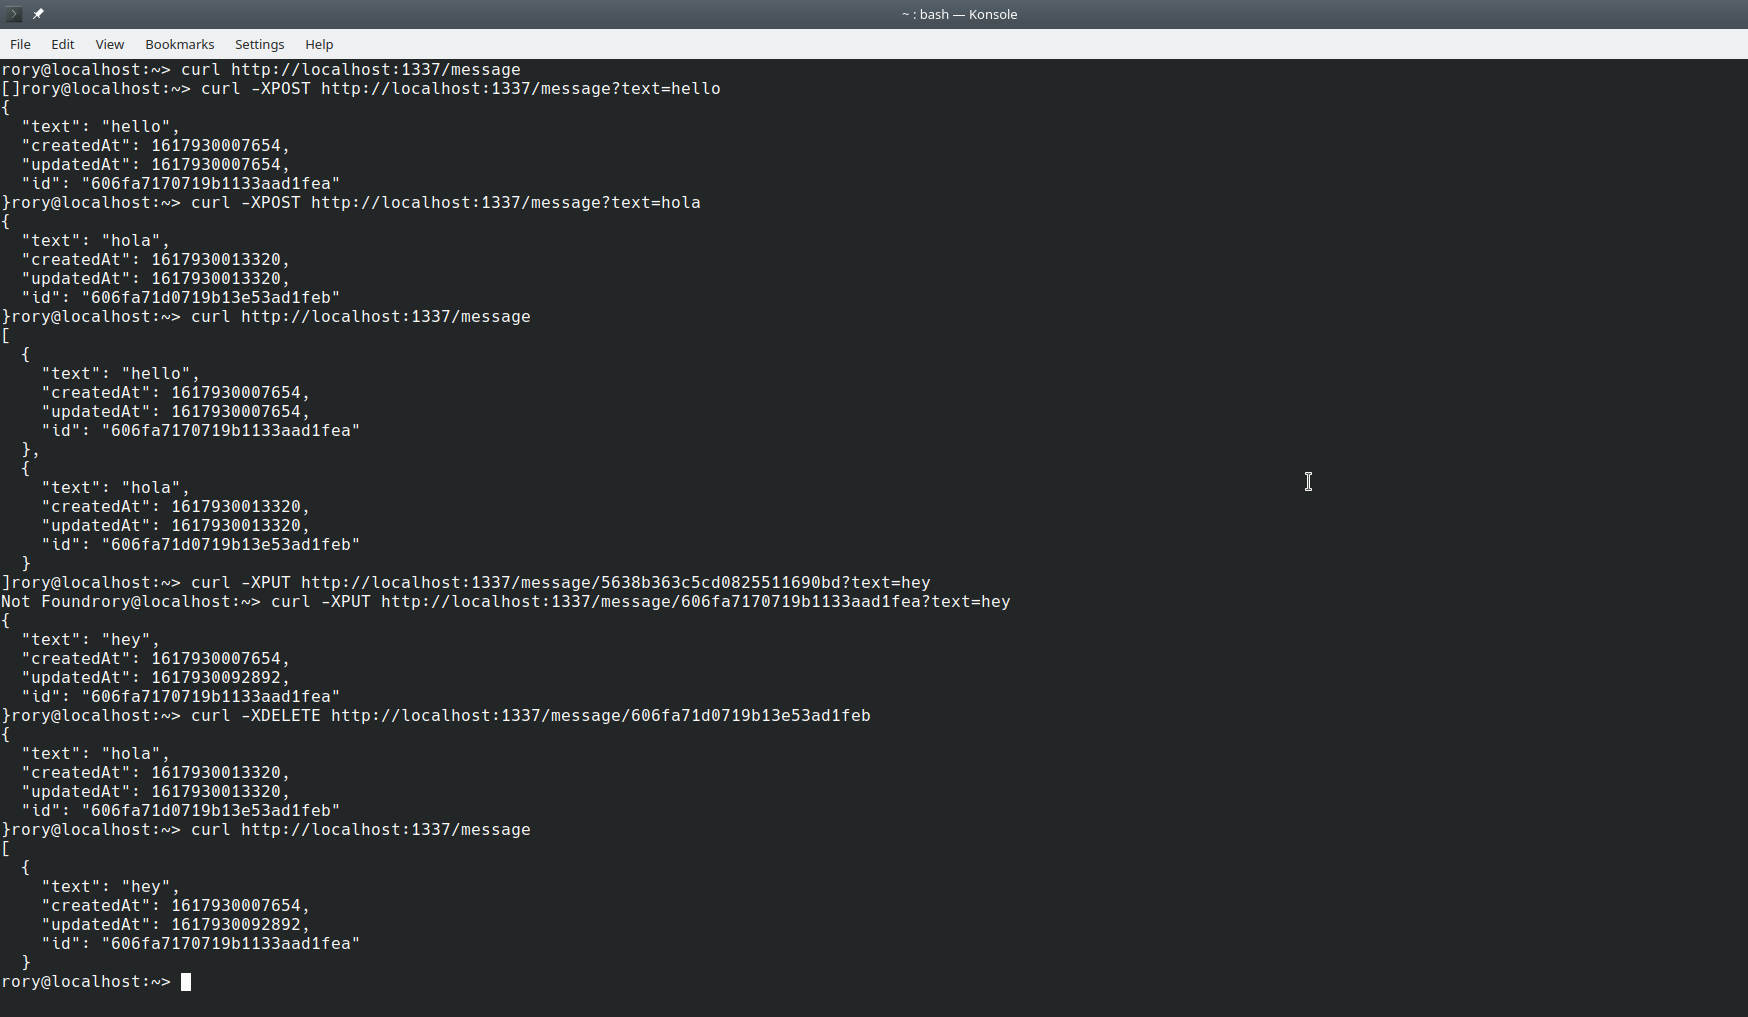 ~ : bash — Konsole
File Edit View Bookmarks Settings Help
rory@localhost:~> curl http://localhost:1337/message
[]rory@localhost:~> curl -XPOST http://localhost:1337/message?text=hello
{
  "text": "hello",
  "createdAt": 1617930007654,
  "updatedAt": 1617930007654,
  "id": "606fa7170719b1133aad1fea"
}rory@localhost:~> curl -XPOST http://localhost:1337/message?text=hola
{
  "text": "hola",
  "createdAt": 1617930013320,
  "updatedAt": 1617930013320,
  "id": "606fa71d0719b13e53ad1feb"
}rory@localhost:~> curl http://localhost:1337/message
[
  {
    "text": "hello",
    "createdAt": 1617930007654,
    "updatedAt": 1617930007654,
    "id": "606fa7170719b1133aad1fea"
  },
  {
    "text": "hola",
    "createdAt": 1617930013320,
    "updatedAt": 1617930013320,
    "id": "606fa71d0719b13e53ad1feb"
  }
]rory@localhost:~> curl -XPUT http://localhost:1337/message/5638b363c5cd0825511690bd?text=hey
Not Foundrory@localhost:~> curl -XPUT http://localhost:1337/message/606fa7170719b1133aad1fea?text=hey
{
  "text": "hey",
  "createdAt": 1617930007654,
  "updatedAt": 1617930092892,
  "id": "606fa7170719b1133aad1fea"
}rory@localhost:~> curl -XDELETE http://localhost:1337/message/606fa71d0719b13e53ad1feb
{
  "text": "hola",
  "createdAt": 1617930013320,
  "updatedAt": 1617930013320,
  "id": "606fa71d0719b13e53ad1feb"
}rory@localhost:~> curl http://localhost:1337/message
[
  {
    "text": "hey",
    "createdAt": 1617930007654,
    "updatedAt": 1617930092892,
    "id": "606fa7170719b1133aad1fea"
  }
rory@localhost:~>